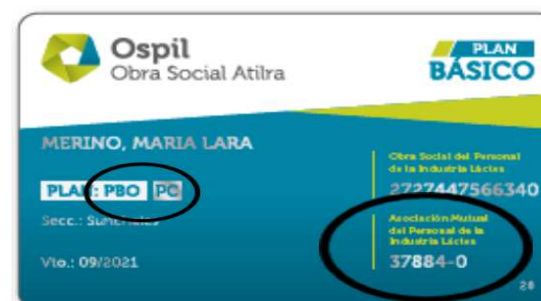 Ospil
Obra Social Atilra
PLAN
BÁSICO
MERINO, MARIA LARA
PLAN: PBO PC
Secc.: Sunchales
Vto.: 09/2021
Obra Social del Personal
de la Industria Láctea
2727447566340
Asociación Mutual
del Personal de la
Industria Láctea
37884-0
28